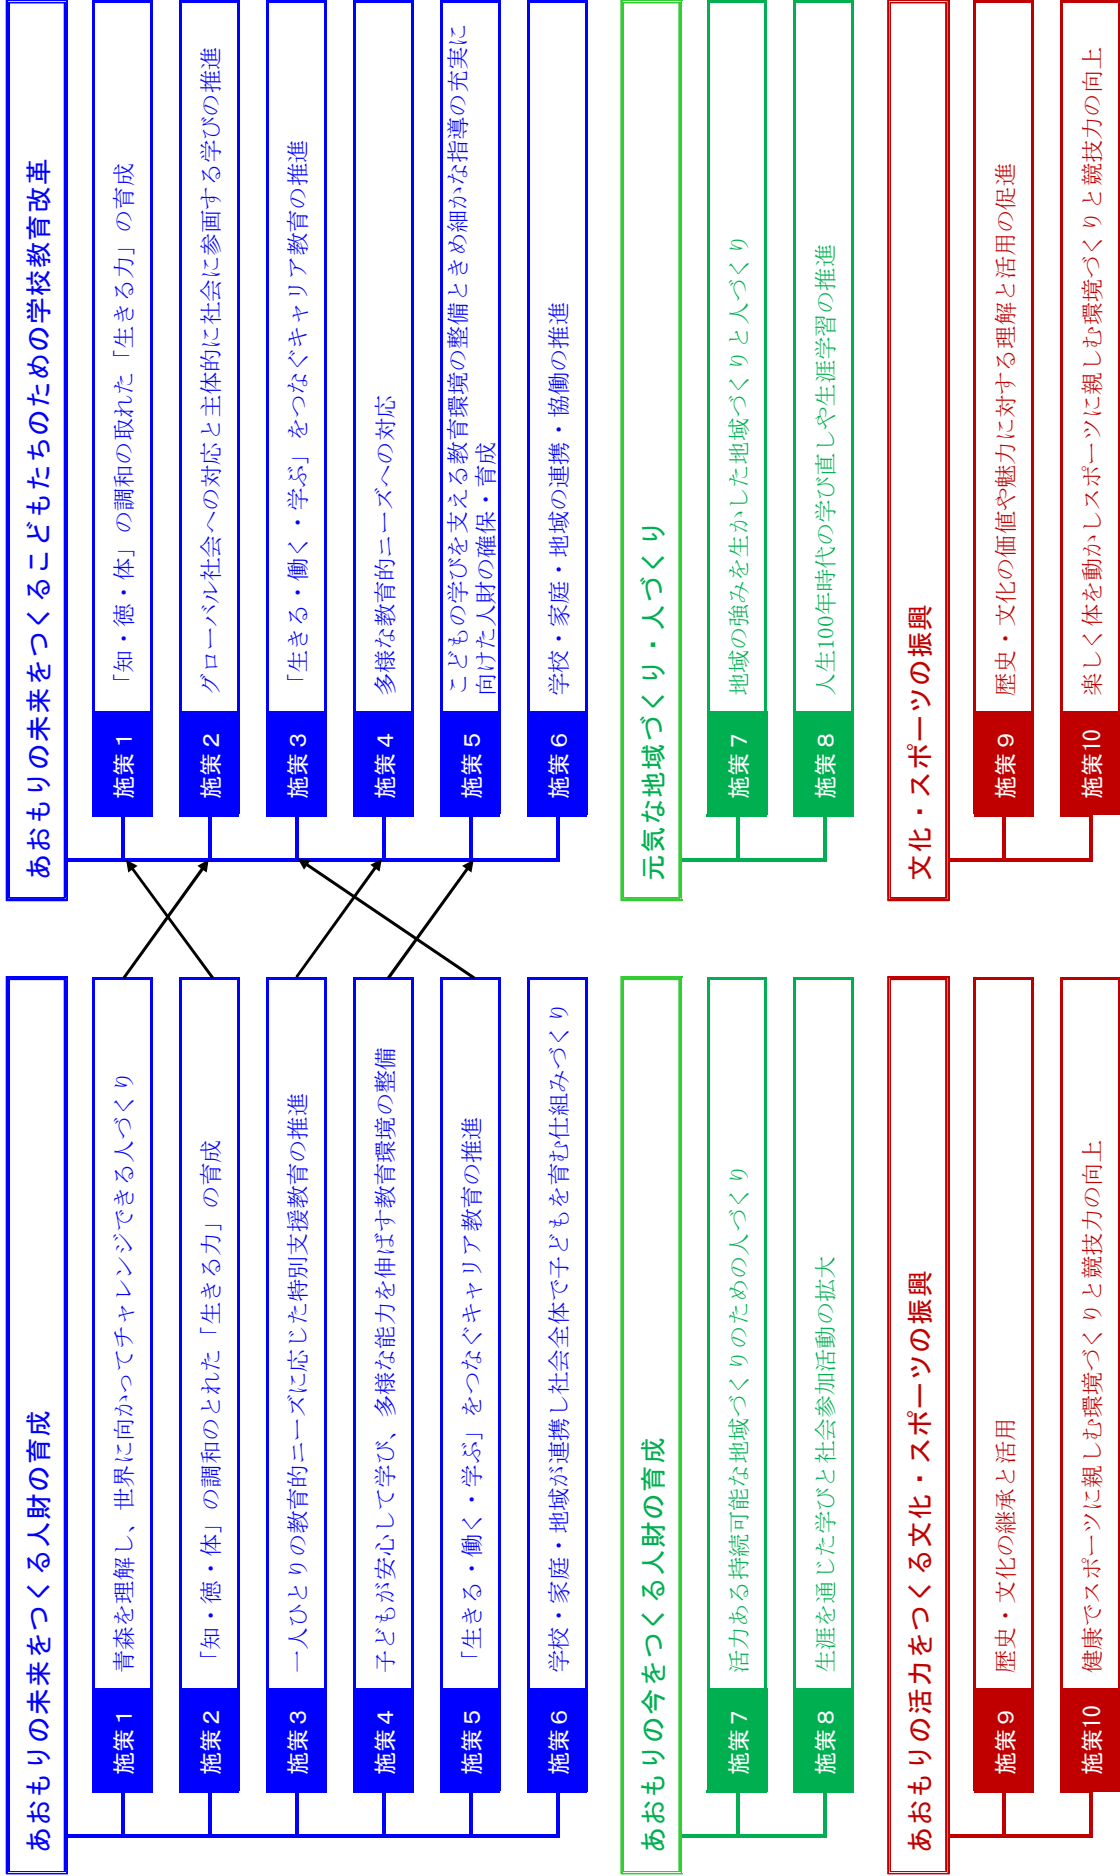 あおもりの未来をつくる人財の育成
施策１
青森を理解し、世界に向かってチャレンジできる人づくり
施策２
「知・徳・体」の調和のとれた「生きる力」の育成
施策３
一人ひとりの教育的ニーズに応じた特別支援教育の推進
施策４
子どもが安心して学び、多様な能力を伸ばす教育環境の整備
施策５
「生きる・働く・学ぶ」をつなぐキャリア教育の推進
施策６
学校・家庭・地域が連携し社会全体で子どもを育む仕組みづくり
あおもりの今をつくる人財の育成
施策７
活力ある持続可能な地域づくりのための人づくり
施策８
生涯を通じた学びと社会参加活動の拡大
あおもりの活力をつくる文化・スポーツの振興
施策９
歴史・文化の継承と活用
施策10
健康でスポーツに親しむ環境づくりと競技力の向上
あおもりの未来をつくるこどもたちのための学校教育改革
施策１
「知・徳・体」の調和の取れた「生きる力」の育成
施策２
グローバル社会への対応と主体的に社会に参画する学びの推進
施策３
「生きる・働く・学ぶ」をつなぐキャリア教育の推進
施策４
多様な教育的ニーズへの対応
施策５
こどもの学びを支える教育環境の整備ときめ細かな指導の充実に
向けた人財の確保・育成
施策６
学校・家庭・地域の連携・協働の推進
元気な地域づくり・人づくり
施策７
地域の強みを生かした地域づくりと人づくり
施策８
人生100年時代の学び直しや生涯学習の推進
文化・スポーツの振興
施策９
歴史・文化の価値や魅力に対する理解と活用の促進
施策10
楽しく体を動かしスポーツに親しむ環境づくりと競技力の向上